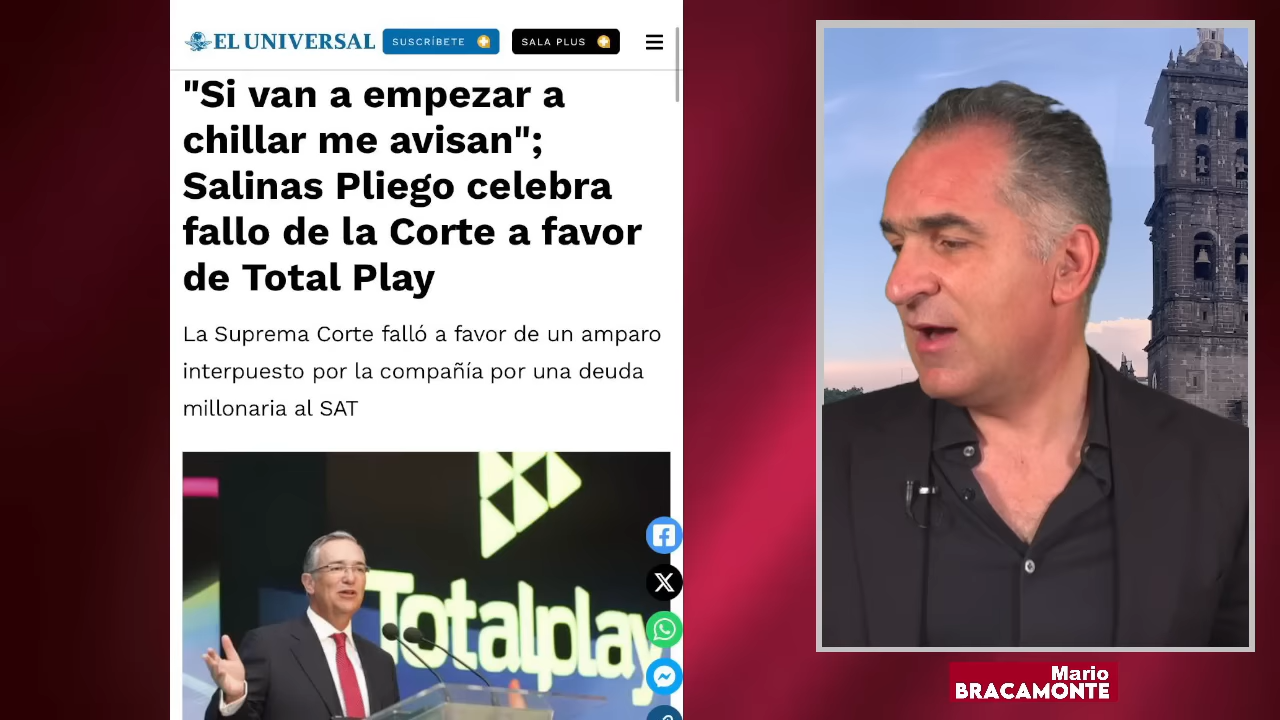 EL UNIVERSAL
SUSCRÍBETE
SALA PLUS
"Si van a empezar a
chillar me avisan";
Salinas Pliego celebra
fallo de la Corte a favor
de Total Play
La Suprema Corte falló a favor de un amparo
interpuesto por la compañía por una deuda
millonaria al SAT
Totalplay
Mario
BRACAMONTE